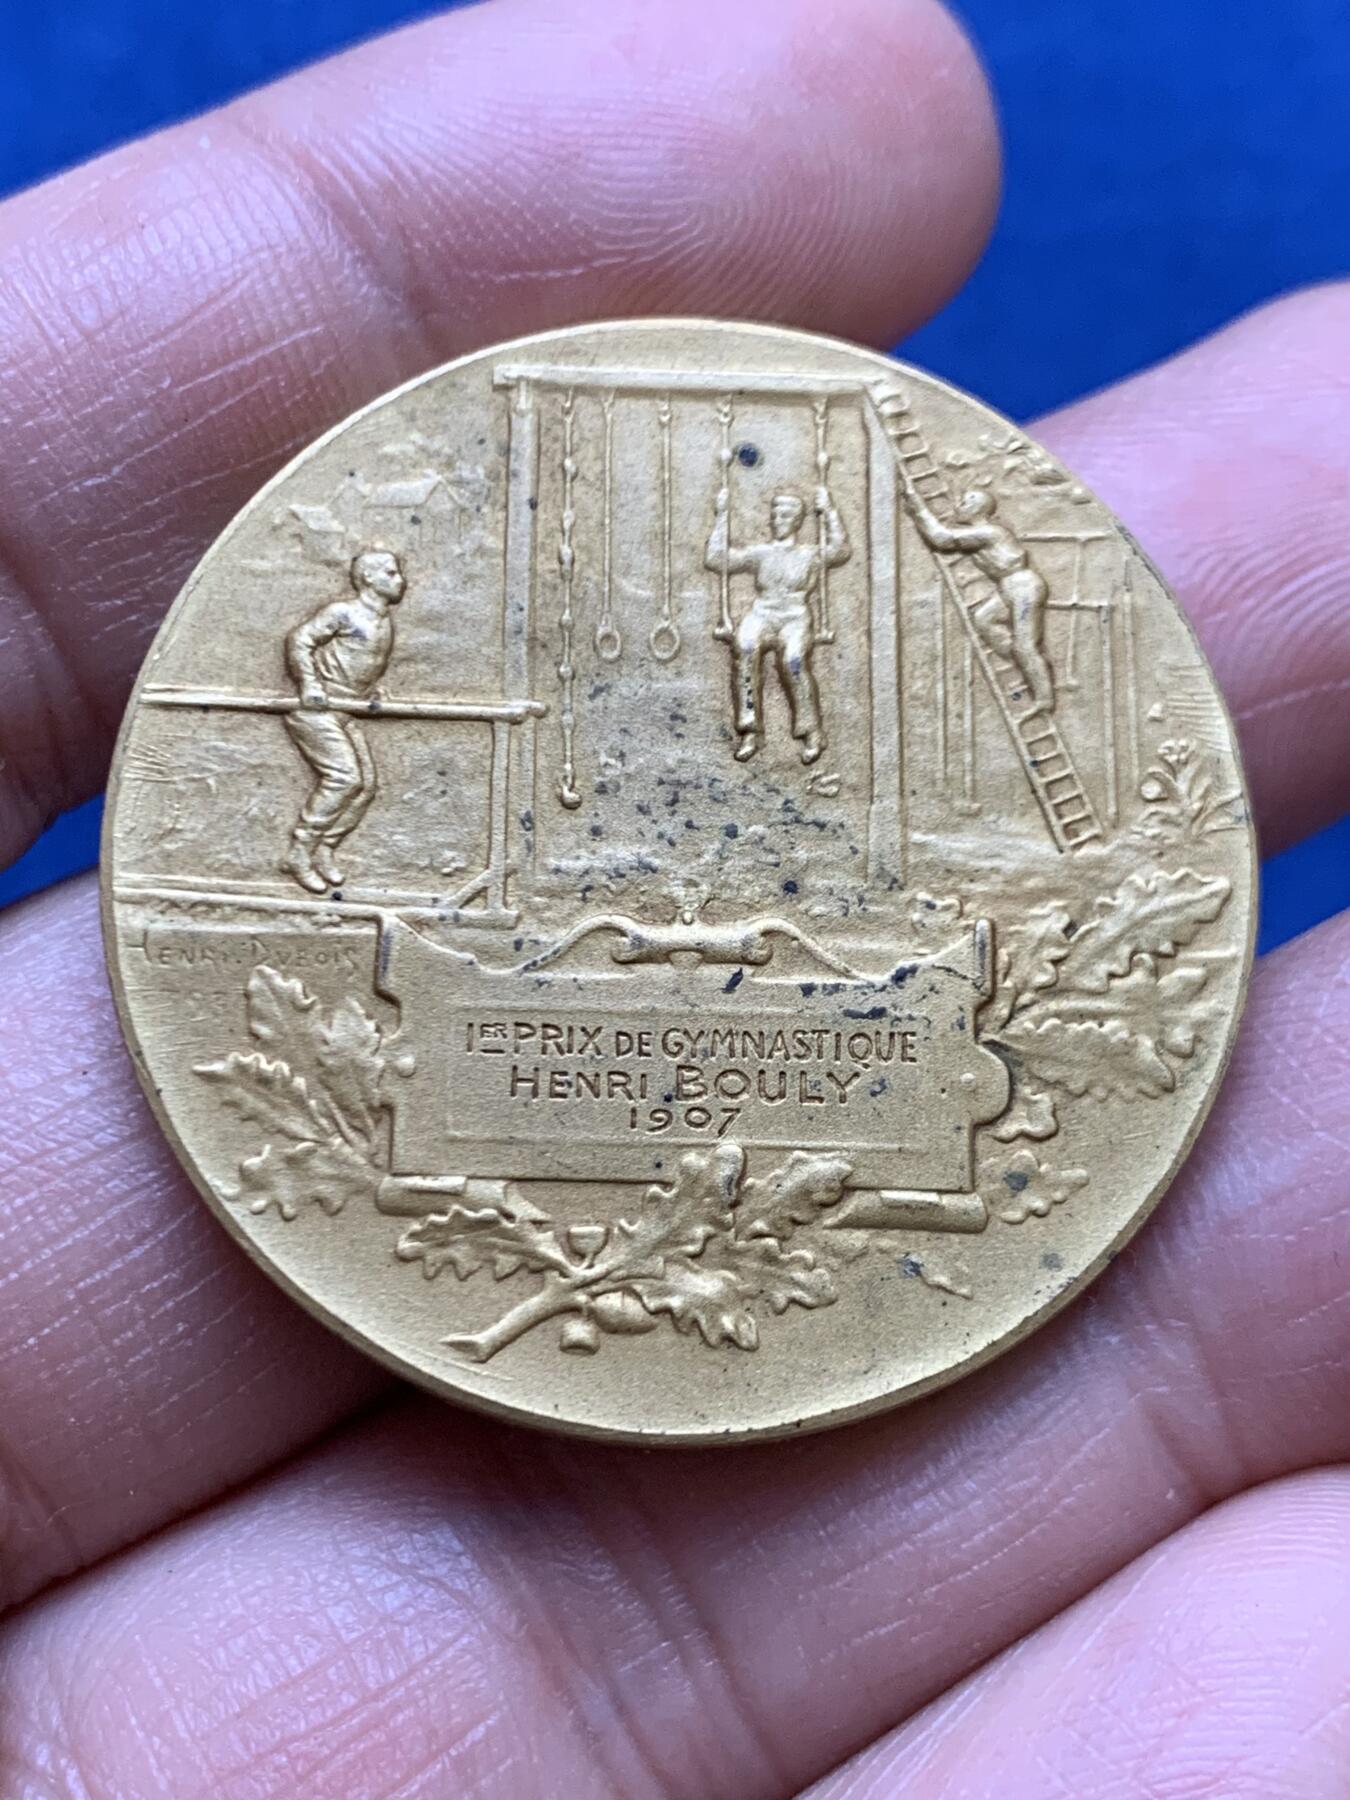 HENRI.DUBOIS
1ER PRIX DE GYMNASTIQUE
HENRI BOULY
1907